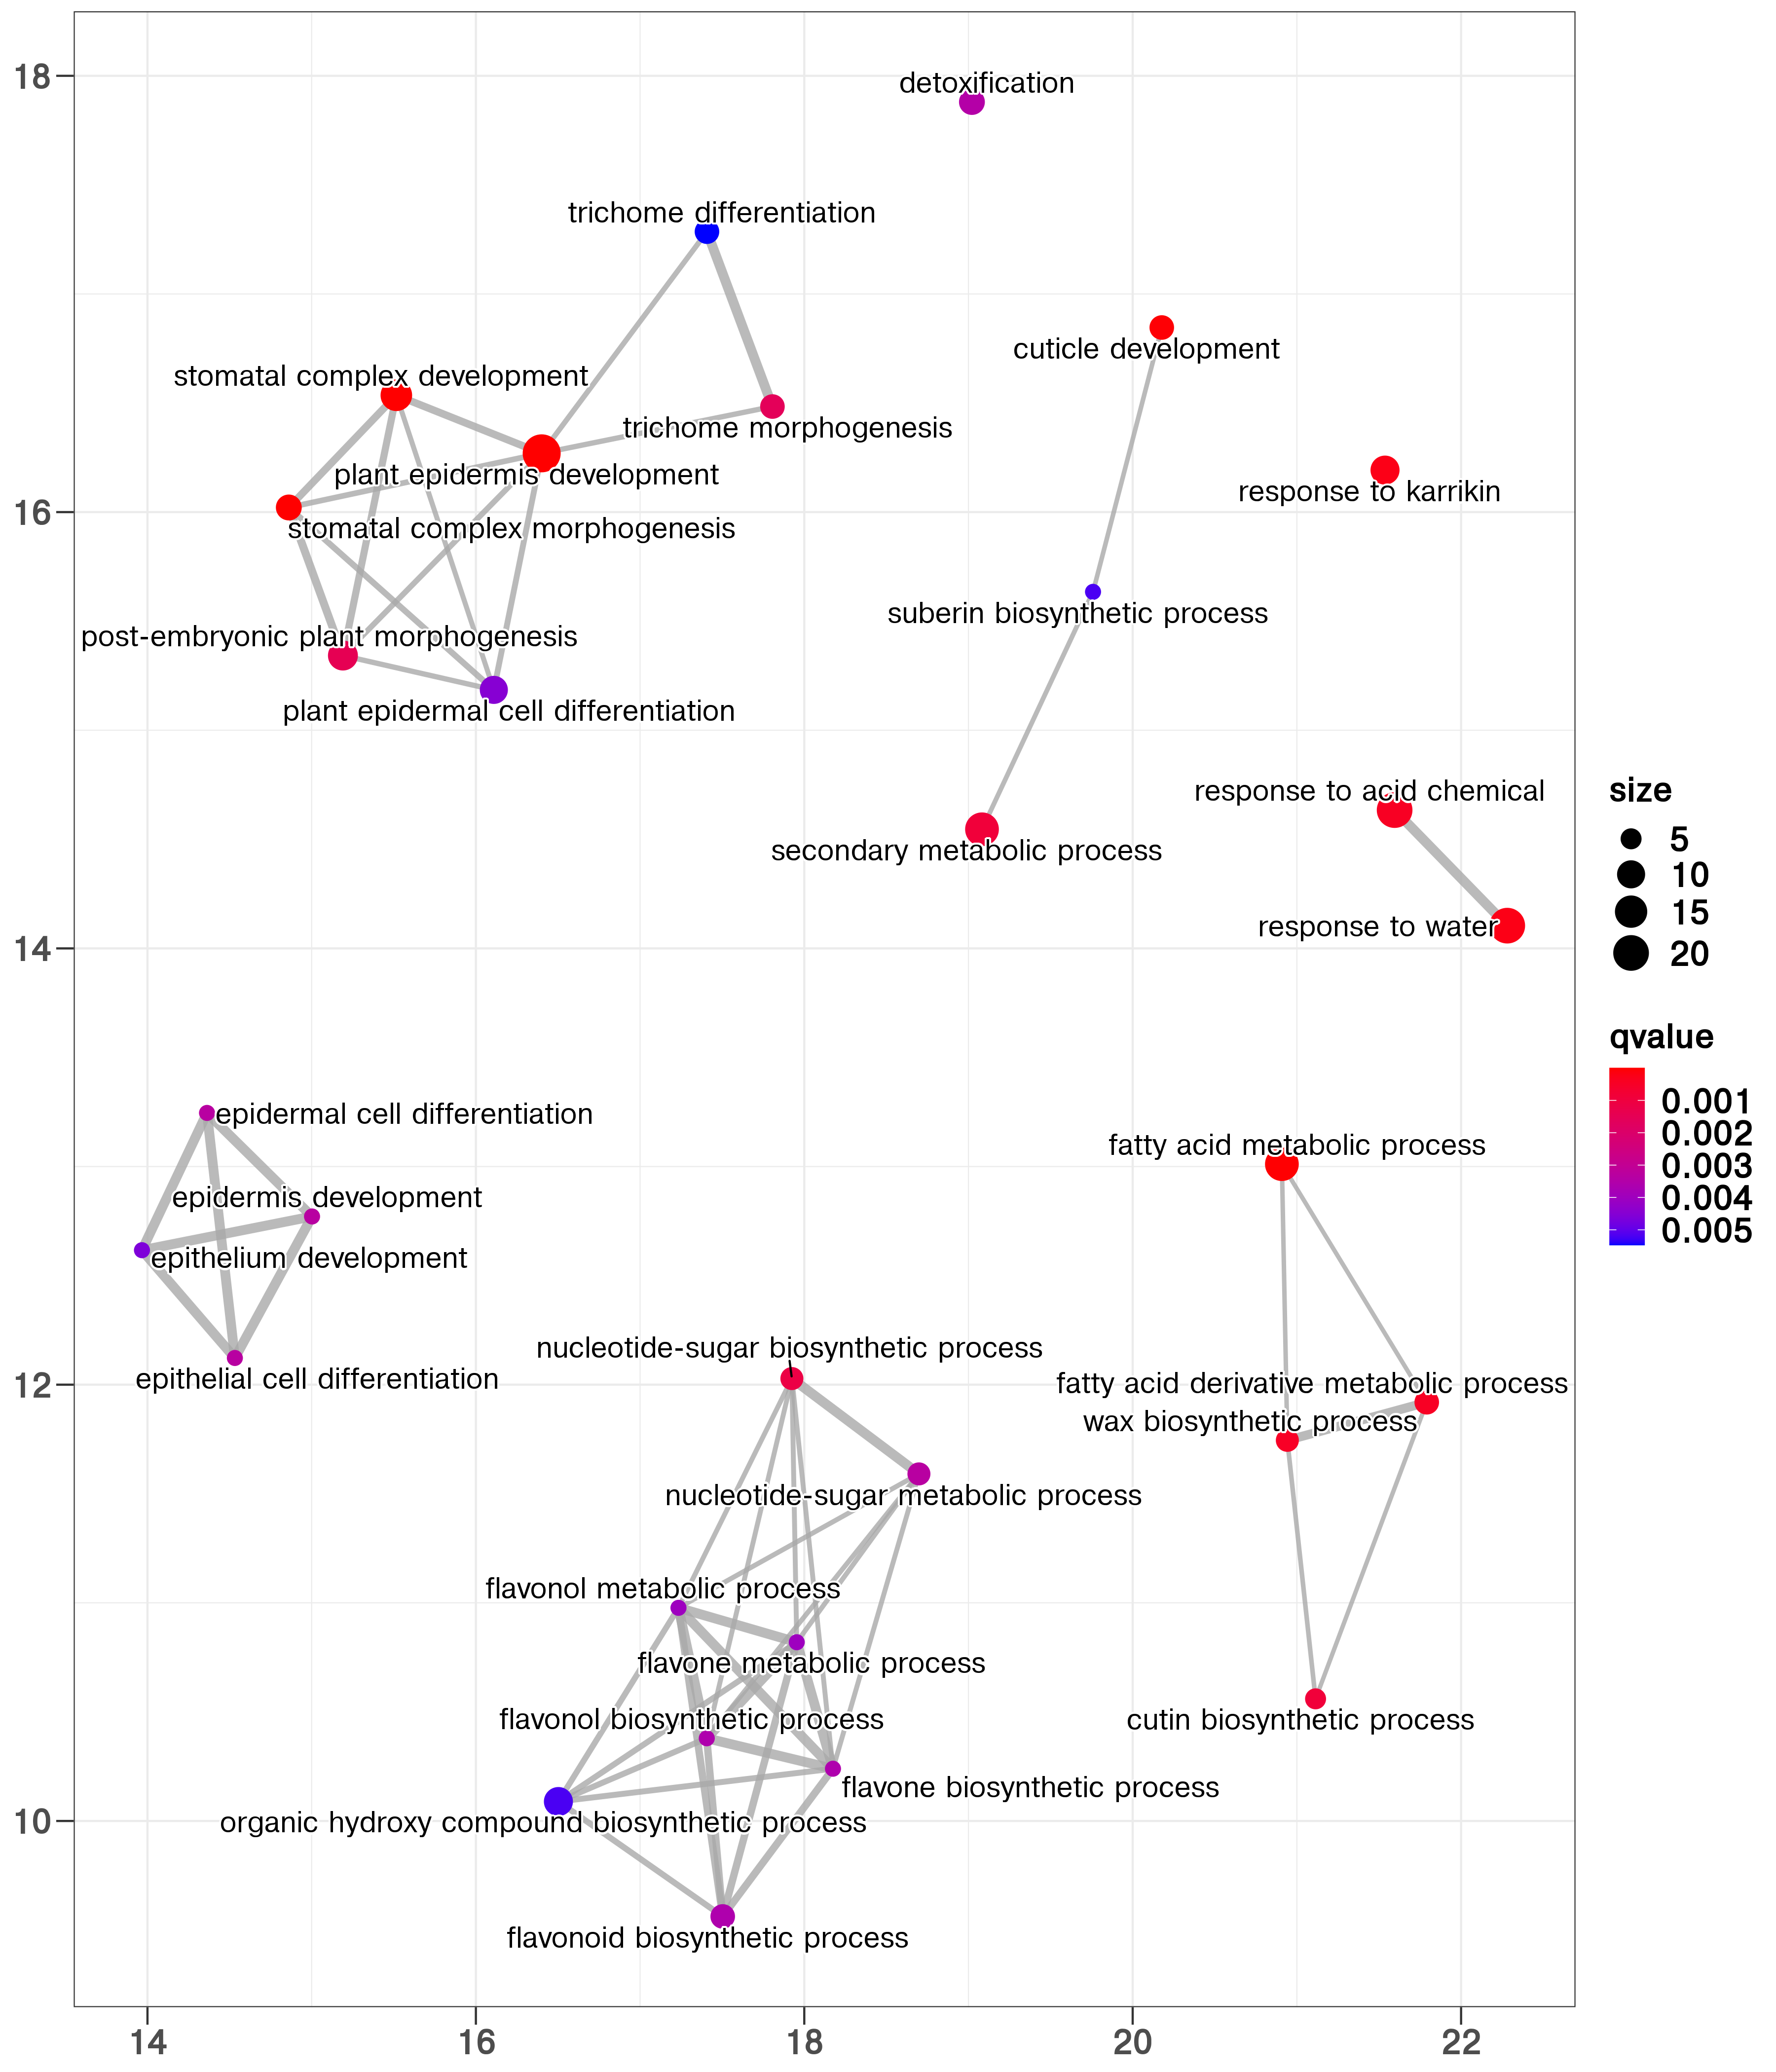 18
detoxification
trichome differentiation
cuticle development
stomatal complex development
trichome morphogenesis
plant epidermis development
response to karrikin
16
stomatal complex morphogenesis
suberin biosynthetic process
post-embryonic plant morphogenesis
plant epidermal cell differentiation
response to acid chemical
secondary metabolic process
response to water
14
size
5
10
15
20
qvalue
0.001
0.002
0.003
0.004
0.005
epidermal cell differentiation
fatty acid metabolic process
epidermis development
epithelium development
nucleotide-sugar biosynthetic process
epithelial cell differentiation
12
fatty acid derivative metabolic process
wax biosynthetic process
nucleotide-sugar metabolic process
flavonol metabolic process
flavone metabolic process
flavonol biosynthetic process
cutin biosynthetic process
flavone biosynthetic process
10
organic hydroxy compound biosynthetic process
flavonoid biosynthetic process
14
16
18
20
22